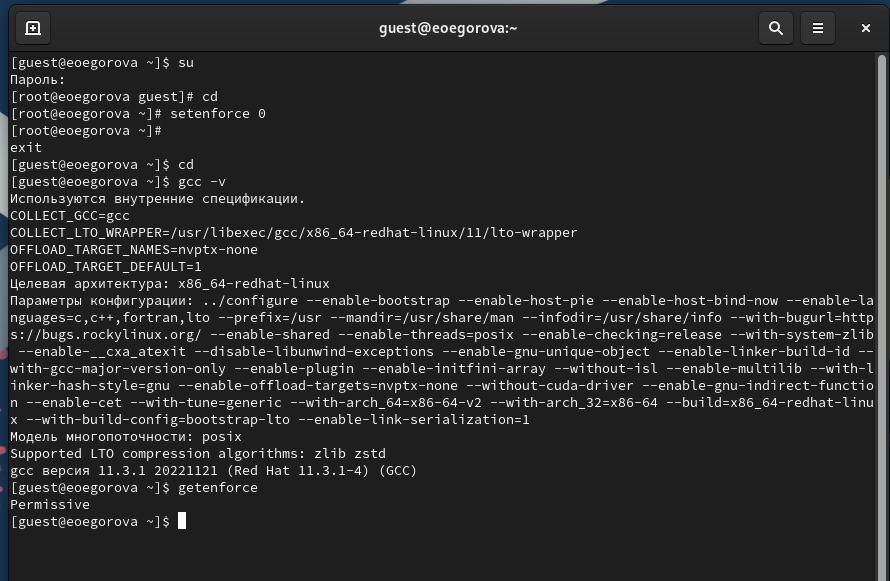 guest@eoegorova:~
[guest@eoegorova ~]$ su
Пароль:
[root@eoegorova guest]# cd
[root@eoegorova ~]# setenforce 0
[root@eoegorova ~]#
exit
[guest@eoegorova ~]$ cd
[guest@eoegorova ~]$ gcc -v
Используются внутренние спецификации.
COLLECT_GCC=gcc
COLLECT_LTO_WRAPPER=/usr/libexec/gcc/x86_64-redhat-linux/11/lto-wrapper
OFFLOAD_TARGET_NAMES=nvptx-none
OFFLOAD_TARGET_DEFAULT=1
Целевая архитектура: x86_64-redhat-linux
Параметры конфигурации: ../configure --enable-bootstrap --enable-host-pie --enable-host-bind-now --enable-la
nguages=c,c++,fortran,lto --prefix=/usr --mandir=/usr/share/man --infodir=/usr/share/info --with-bugurl=http
s://bugs.rockylinux.org/ --enable-shared --enable-threads=posix --enable-checking=release --with-system-zlib
 --enable-__cxa_atexit --disable-libunwind-exceptions --enable-gnu-unique-object --enable-linker-build-id --
with-gcc-major-version-only --enable-plugin --enable-initfini-array --without-isl --enable-multilib --with-l
inker-hash-style=gnu --enable-offload-targets=nvptx-none --without-cuda-driver --enable-gnu-indirect-functio
n --enable-cet --with-tune=generic --with-arch_64=x86-64-v2 --with-arch_32=x86-64 --build=x86_64-redhat-linu
x --with-build-config=bootstrap-lto --enable-link-serialization=1
Модель многопоточности: posix
Supported LTO compression algorithms: zlib zstd
gcc версия 11.3.1 20221121 (Red Hat 11.3.1-4) (GCC)
[guest@eoegorova ~]$ getenforce
Permissive
[guest@eoegorova ~]$